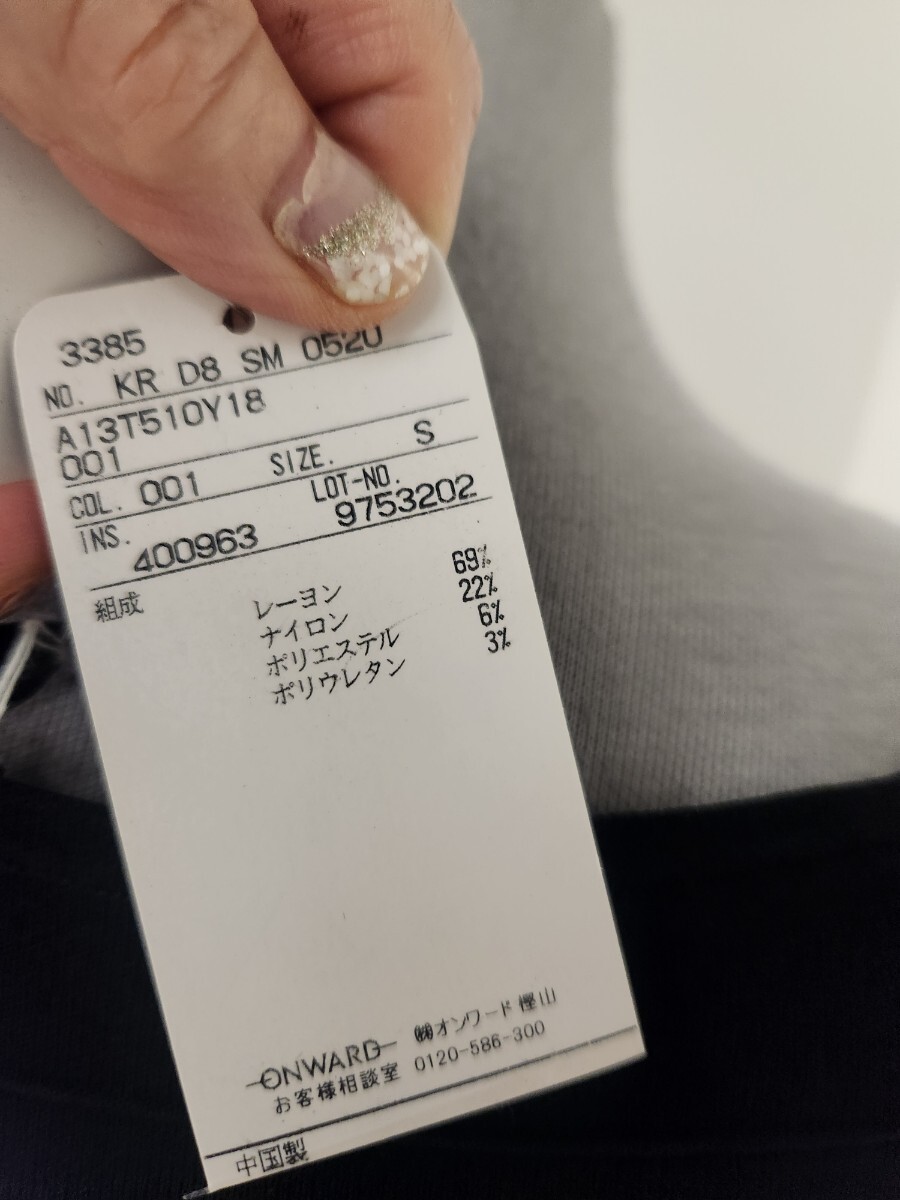 3385
NO. KR D8 SM 0520
A13T510Y18
001
COL. 001 SIZE. S
INS. LOT-NO.
400963 9753202
組成 レーヨン 69%
ナイロン 22%
ポリエステル 6%
ポリウレタン 3%
ONWARD ㈱オンワード樫山
お客様相談室 0120-586-300
中国製